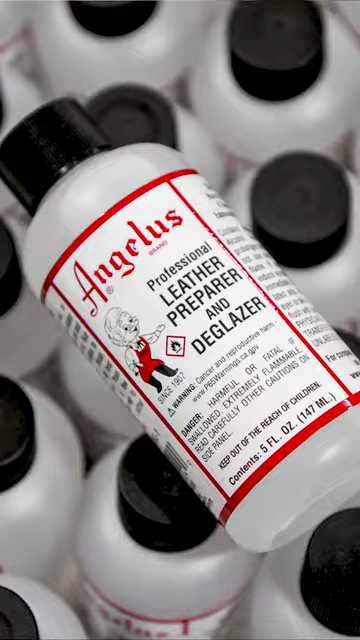 Angelus
®
BRAND
Professional
LEATHER
PREPARER
AND
DEGLAZER
SINCE 1907
WARNING: Cancer and reproductive harm.
www.P65Warnings.ca.gov
DANGER: HARMFUL OR FATAL IF
SWALLOWED. EXTREMELY FLAMMABLE.
READ CAREFULLY OTHER CAUTIONS ON
SIDE PANEL.
KEEP OUT OF THE REACH OF CHILDREN.
Contents: 5 FL. OZ. (147 ML.)